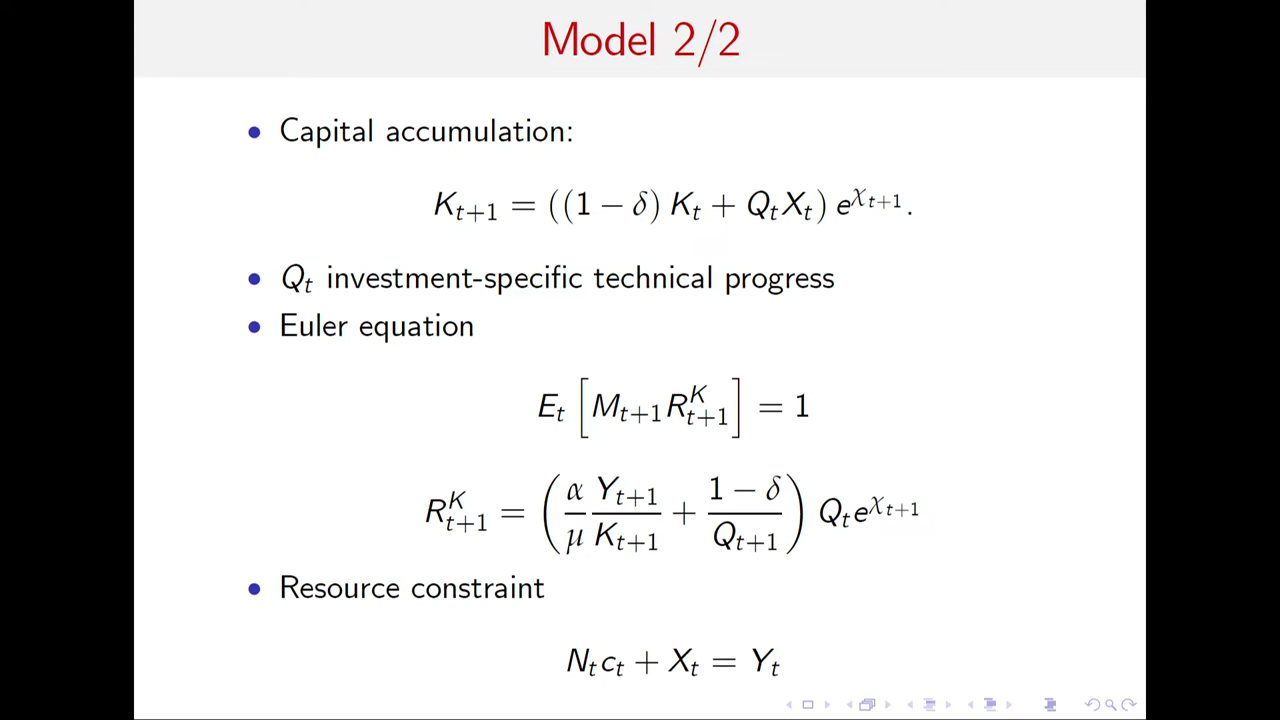 Model 2/2
• Capital accumulation:
K_{t+1} = ((1 − δ) K_t + Q_t X_t) e^{χ_{t+1}}.
• Q_t investment-specific technical progress
• Euler equation
E_t [M_{t+1} R^K_{t+1}] = 1
R^K_{t+1} = (α/μ Y_{t+1}/K_{t+1} + (1 − δ)/Q_{t+1}) Q_t e^{χ_{t+1}}
• Resource constraint
N_t c_t + X_t = Y_t